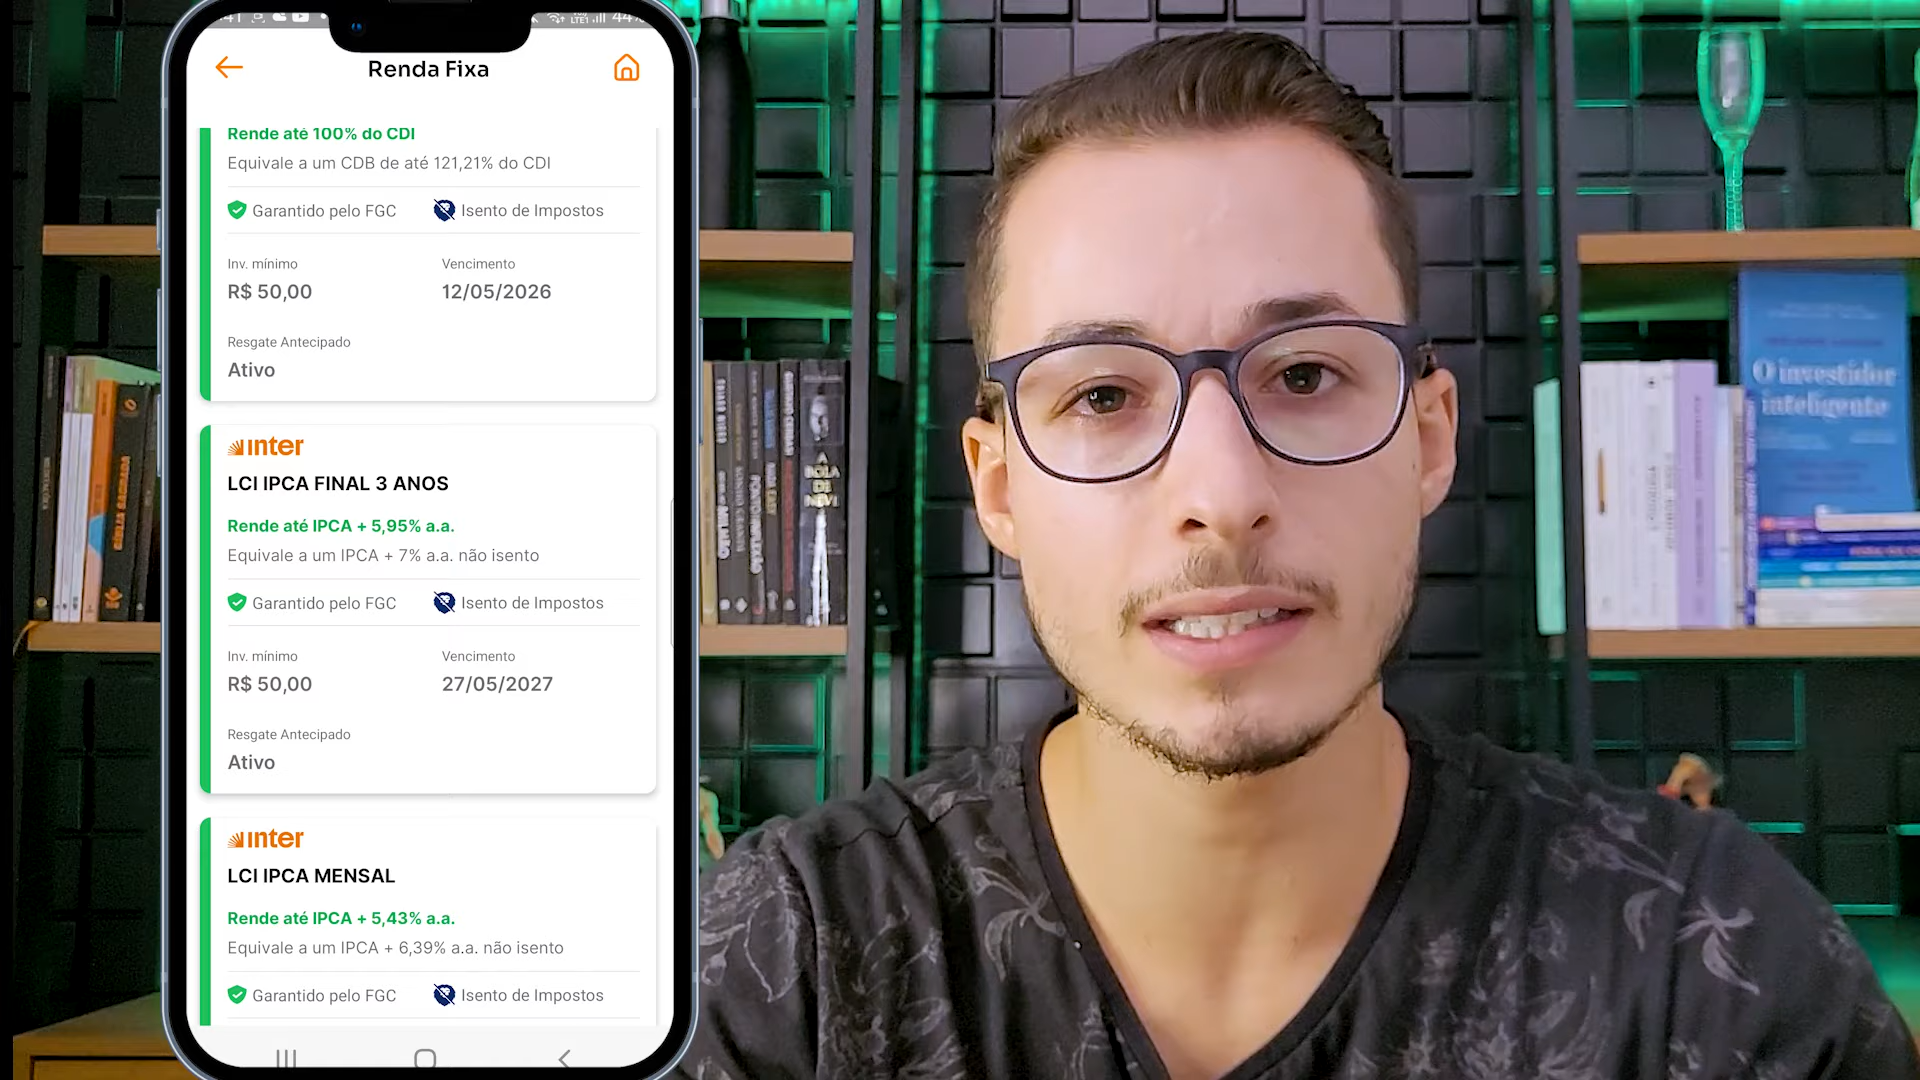 Renda Fixa
Rende até 100% do CDI
Equivale a um CDB de até 121,21% do CDI
Garantido pelo FGC
Isento de Impostos
Inv. mínimo
Vencimento
R$ 50,00
12/05/2026
Resgate Antecipado
Ativo
inter
LCI IPCA FINAL 3 ANOS
Rende até IPCA + 5,95% a.a.
Equivale a um IPCA + 7% a.a. não isento
Garantido pelo FGC
Isento de Impostos
Inv. mínimo
Vencimento
R$ 50,00
27/05/2027
Resgate Antecipado
Ativo
inter
LCI IPCA MENSAL
Rende até IPCA + 5,43% a.a.
Equivale a um IPCA + 6,39% a.a. não isento
Garantido pelo FGC
Isento de Impostos
A
BOLA
DE
NEVE
O investidor
inteligente